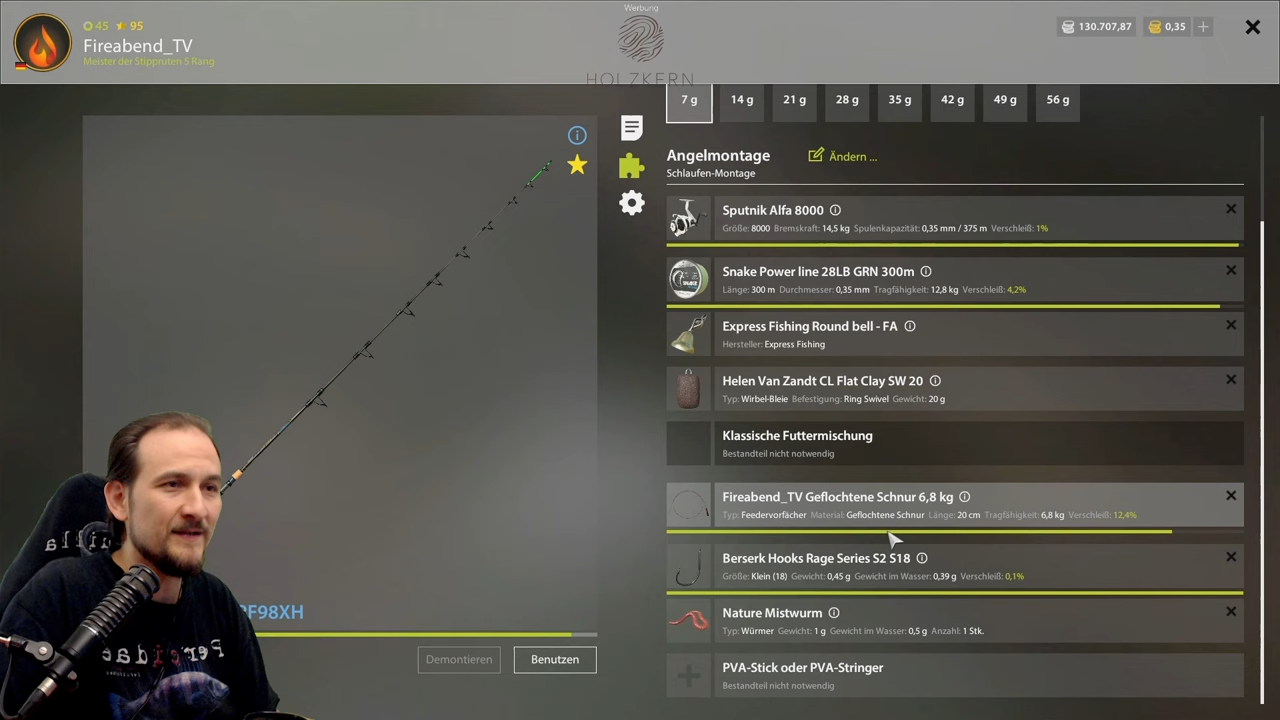 Werbung
45 95
Fireabend_TV
Meister der Stippruten 5 Rang
HOLZKERN
130.707,87
0,35
7 g 14 g 21 g 28 g 35 g 42 g 49 g 56 g
Angelmontage
Ändern ...
Schlaufen-Montage
Sputnik Alfa 8000
Größe: 8000 Bremskraft: 14,5 kg Spulenkapazität: 0,35 mm / 375 m Verschleiß: 1%
Snake Power line 28LB GRN 300m
Länge: 300 m Durchmesser: 0,35 mm Tragfähigkeit: 12,8 kg Verschleiß: 4,2%
Express Fishing Round bell - FA
Hersteller: Express Fishing
Helen Van Zandt CL Flat Clay SW 20
Typ: Wirbel-Bleie Befestigung: Ring Swivel Gewicht: 20 g
Klassische Futtermischung
Bestandteil nicht notwendig
Fireabend_TV Geflochtene Schnur 6,8 kg
Typ: Feedervorfächer Material: Geflochtene Schnur Länge: 20 cm Tragfähigkeit: 6,8 kg Verschleiß: 12,4%
Berserk Hooks Rage Series S2 S18
Größe: Klein (18) Gewicht: 0,45 g Gewicht im Wasser: 0,39 g Verschleiß: 0,1%
Nature Mistwurm
Typ: Würmer Gewicht: 1 g Gewicht im Wasser: 0,5 g Anzahl: 1 Stk.
PVA-Stick oder PVA-Stringer
Bestandteil nicht notwendig
F98XH
Demontieren
Benutzen